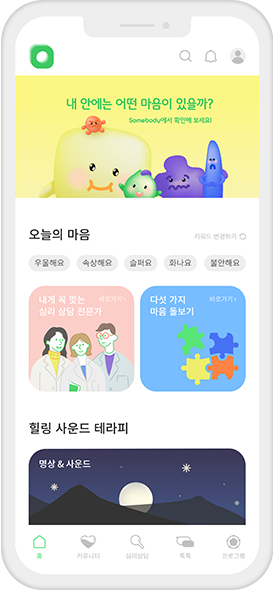 내 안에는 어떤 마음이 있을까?
Somebody에서 확인해 보세요!
오늘의 마음
키워드 변경하기
우울해요 속상해요 슬퍼요 화나요 불안해요
내게 꼭 맞는 바로가기 >
심리 상담 전문가
다섯 가지 바로가기 >
마음 돌보기
힐링 사운드 테라피
명상 & 사운드
홈 커뮤니티 심리상담 톡톡 프로그램